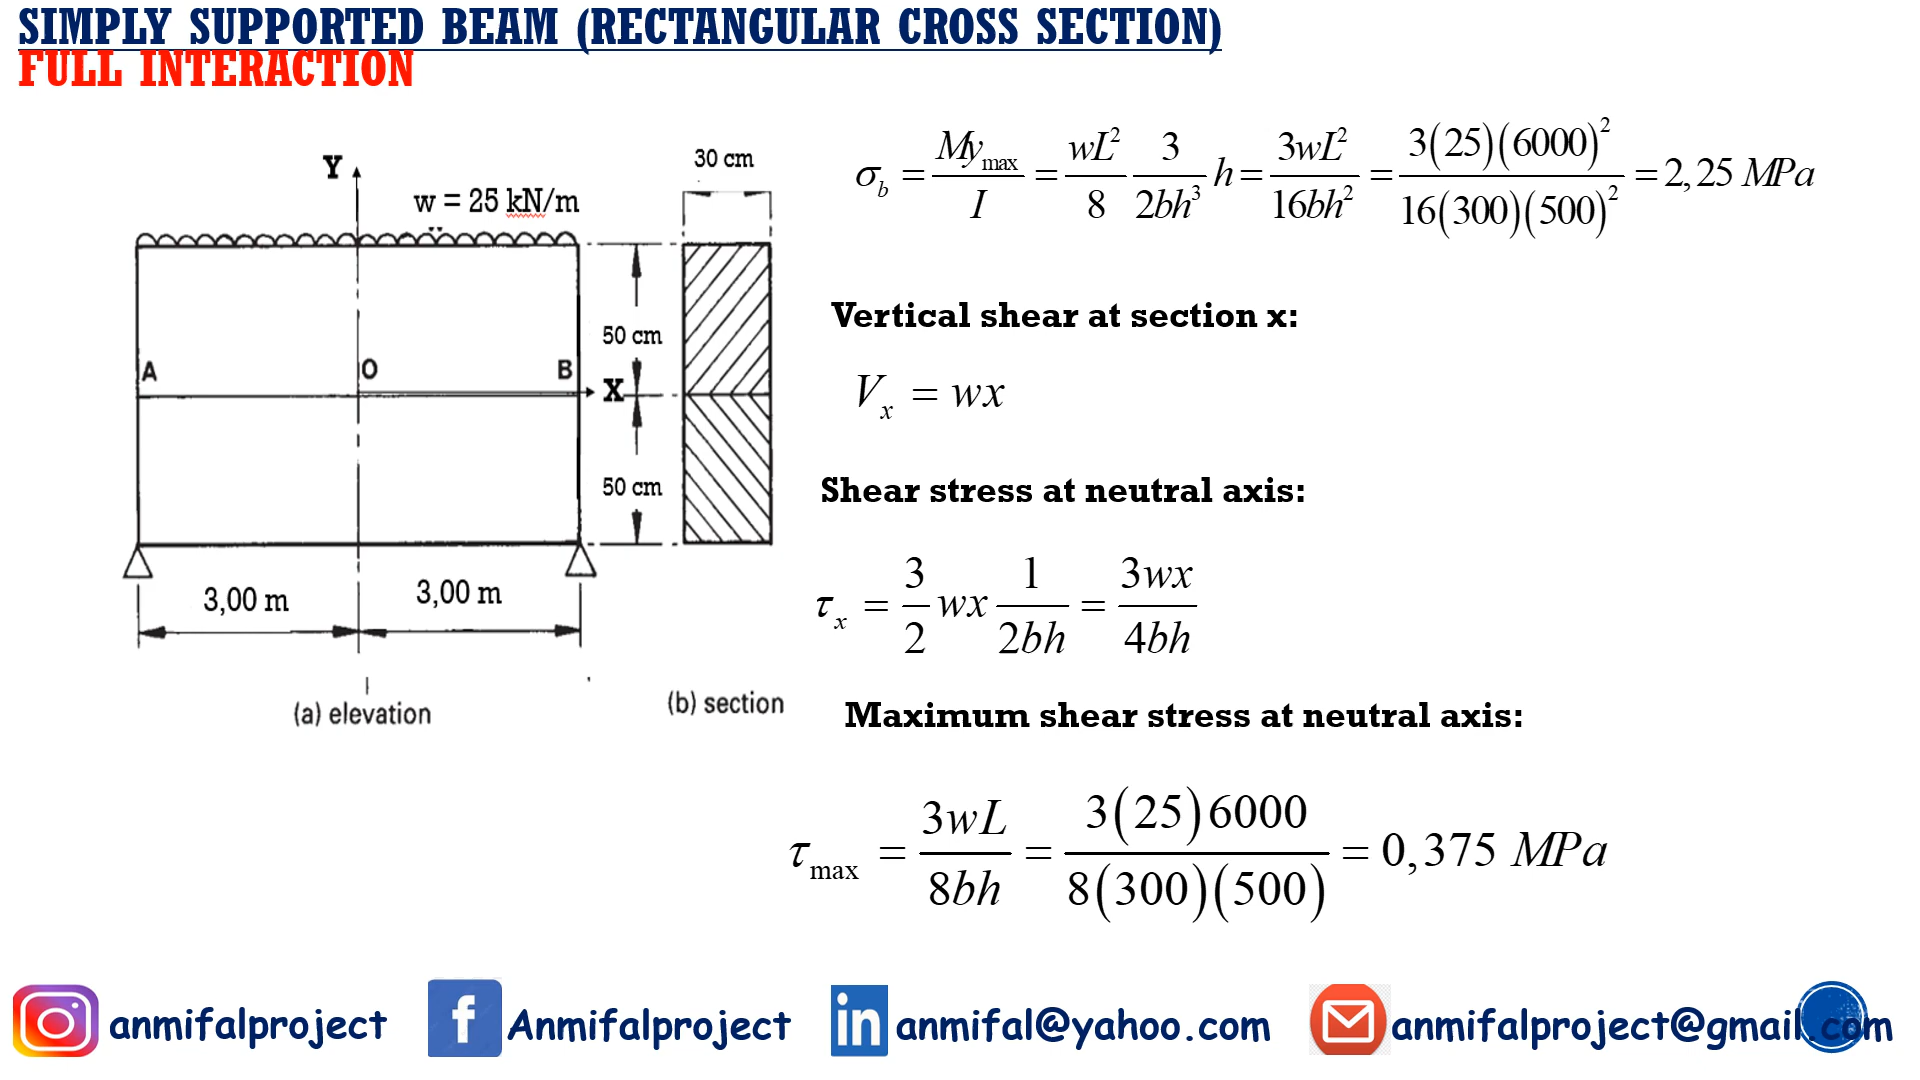 SIMPLY SUPPORTED BEAM (RECTANGULAR CROSS SECTION)
FULL INTERACTION
Y
w = 25 kN/m
30 cm
50 cm
A
O
B
X
50 cm
3,00 m
3,00 m
(a) elevation
(b) section
σ_b = My_max / I = wL² / 8 · 3 / 2bh³ · h = 3wL² / 16bh² = 3(25)(6000)² / 16(300)(500)² = 2,25 MPa
Vertical shear at section x:
V_x = wx
Shear stress at neutral axis:
τ_x = 3 / 2 wx 1 / 2bh = 3wx / 4bh
Maximum shear stress at neutral axis:
τ_max = 3wL / 8bh = 3(25)6000 / 8(300)(500) = 0,375 MPa
anmifalproject
f Anmifalproject
in anmifal@yahoo.com
anmifalproject@gmail.com